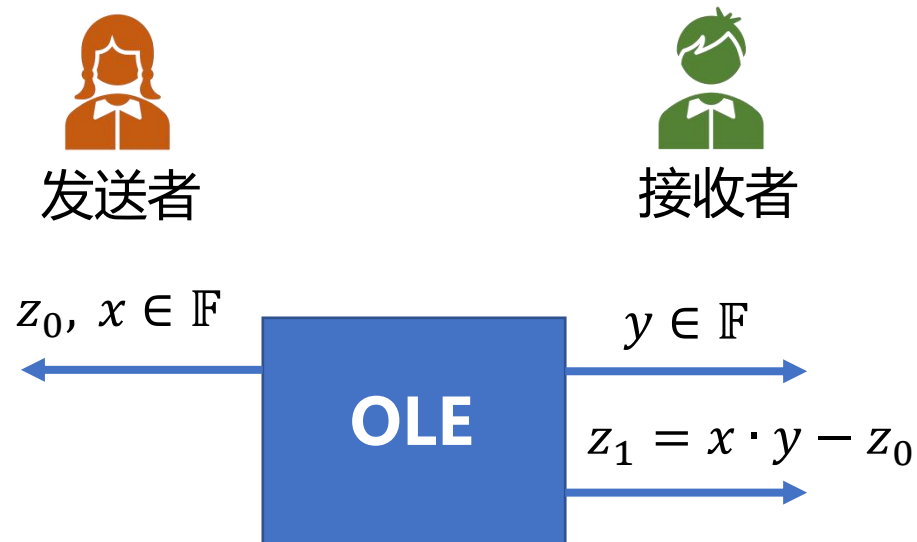 发送者
接收者
z₀, x ∈ 𝔽
y ∈ 𝔽
OLE
z₁ = x · y − z₀